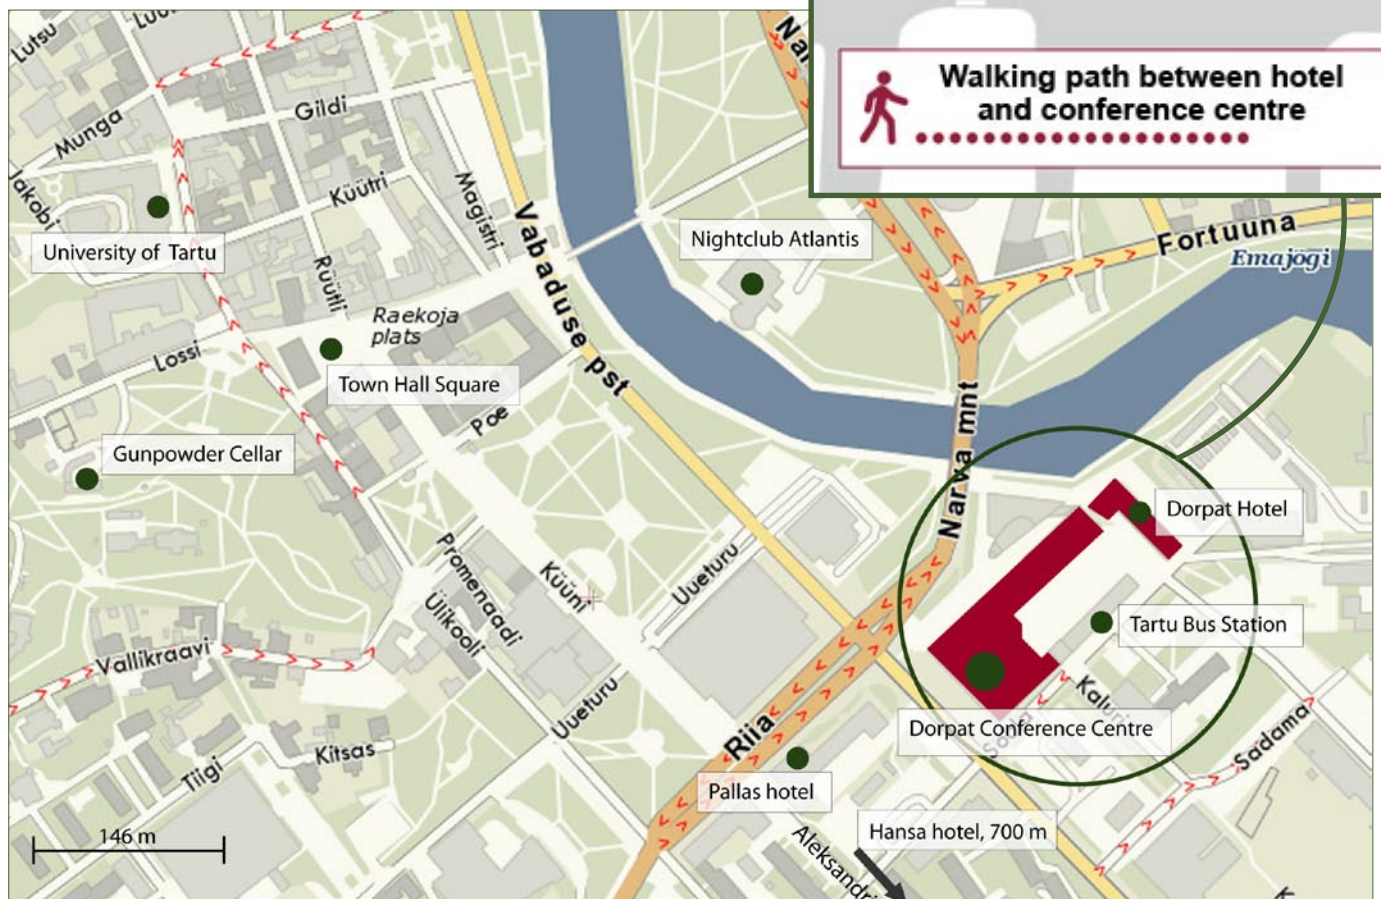 Walking path between hotel
and conference centre
Lutsu
Munga
Gildi
Jakobi
Küütri
Magistri
University of Tartu
Rüütli
Vabaduse pst
Nightclub Atlantis
Fortuuna
Emajõgi
Raekoja
plats
Lossi
Town Hall Square
Poe
Narva mnt
Gunpowder Cellar
Dorpat Hotel
Promenaadi
Küüni
Uueturu
Ülikooli
Tartu Bus Station
Vallikraavi
Uueturu
Kaluri
Dorpat Conference Centre
Riia
Sadama
Kitsas
Tiigi
Pallas hotel
146 m
Hansa hotel, 700 m
Aleksandri